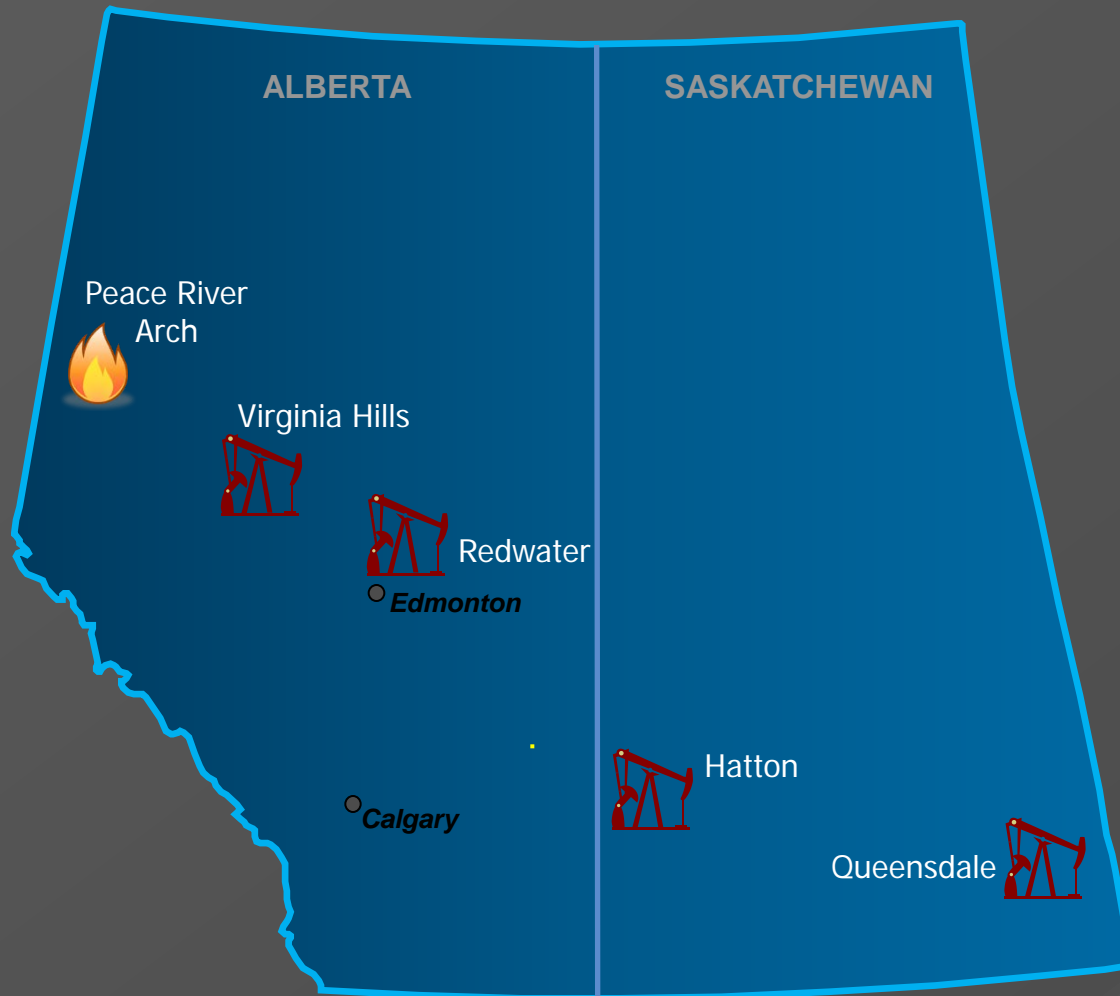 ALBERTA
SASKATCHEWAN
Peace River
Arch
Virginia Hills
Redwater
Edmonton
Hatton
Calgary
Queensdale